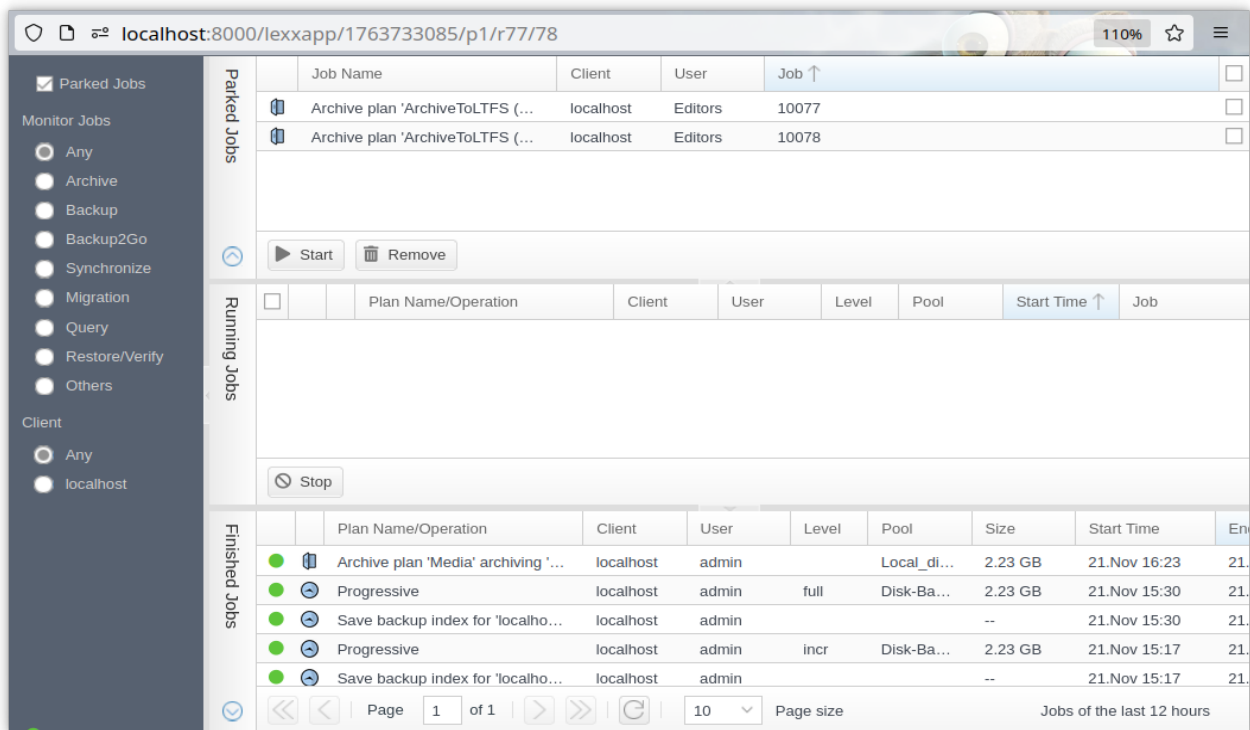 localhost:8000/lexxapp/1763733085/p1/r77/78 110%
Parked Jobs
Monitor Jobs
Any
Archive
Backup
Backup2Go
Synchronize
Migration
Query
Restore/Verify
Others
Client
Any
localhost
Parked Jobs
Job Name Client User Job
Archive plan 'ArchiveToLTFS (... localhost Editors 10077
Archive plan 'ArchiveToLTFS (... localhost Editors 10078
Start Remove
Running Jobs
Plan Name/Operation Client User Level Pool Start Time Job
Stop
Finished Jobs
Plan Name/Operation Client User Level Pool Size Start Time En
Archive plan 'Media' archiving '... localhost admin Local_di... 2.23 GB 21.Nov 16:23 21.
Progressive localhost admin full Disk-Ba... 2.23 GB 21.Nov 15:30 21.
Save backup index for 'localho... localhost admin -- 21.Nov 15:30 21.
Progressive localhost admin incr Disk-Ba... 2.23 GB 21.Nov 15:17 21.
Save backup index for 'localho... localhost admin -- 21.Nov 15:17 21.
Page 1 of 1 10 Page size Jobs of the last 12 hours